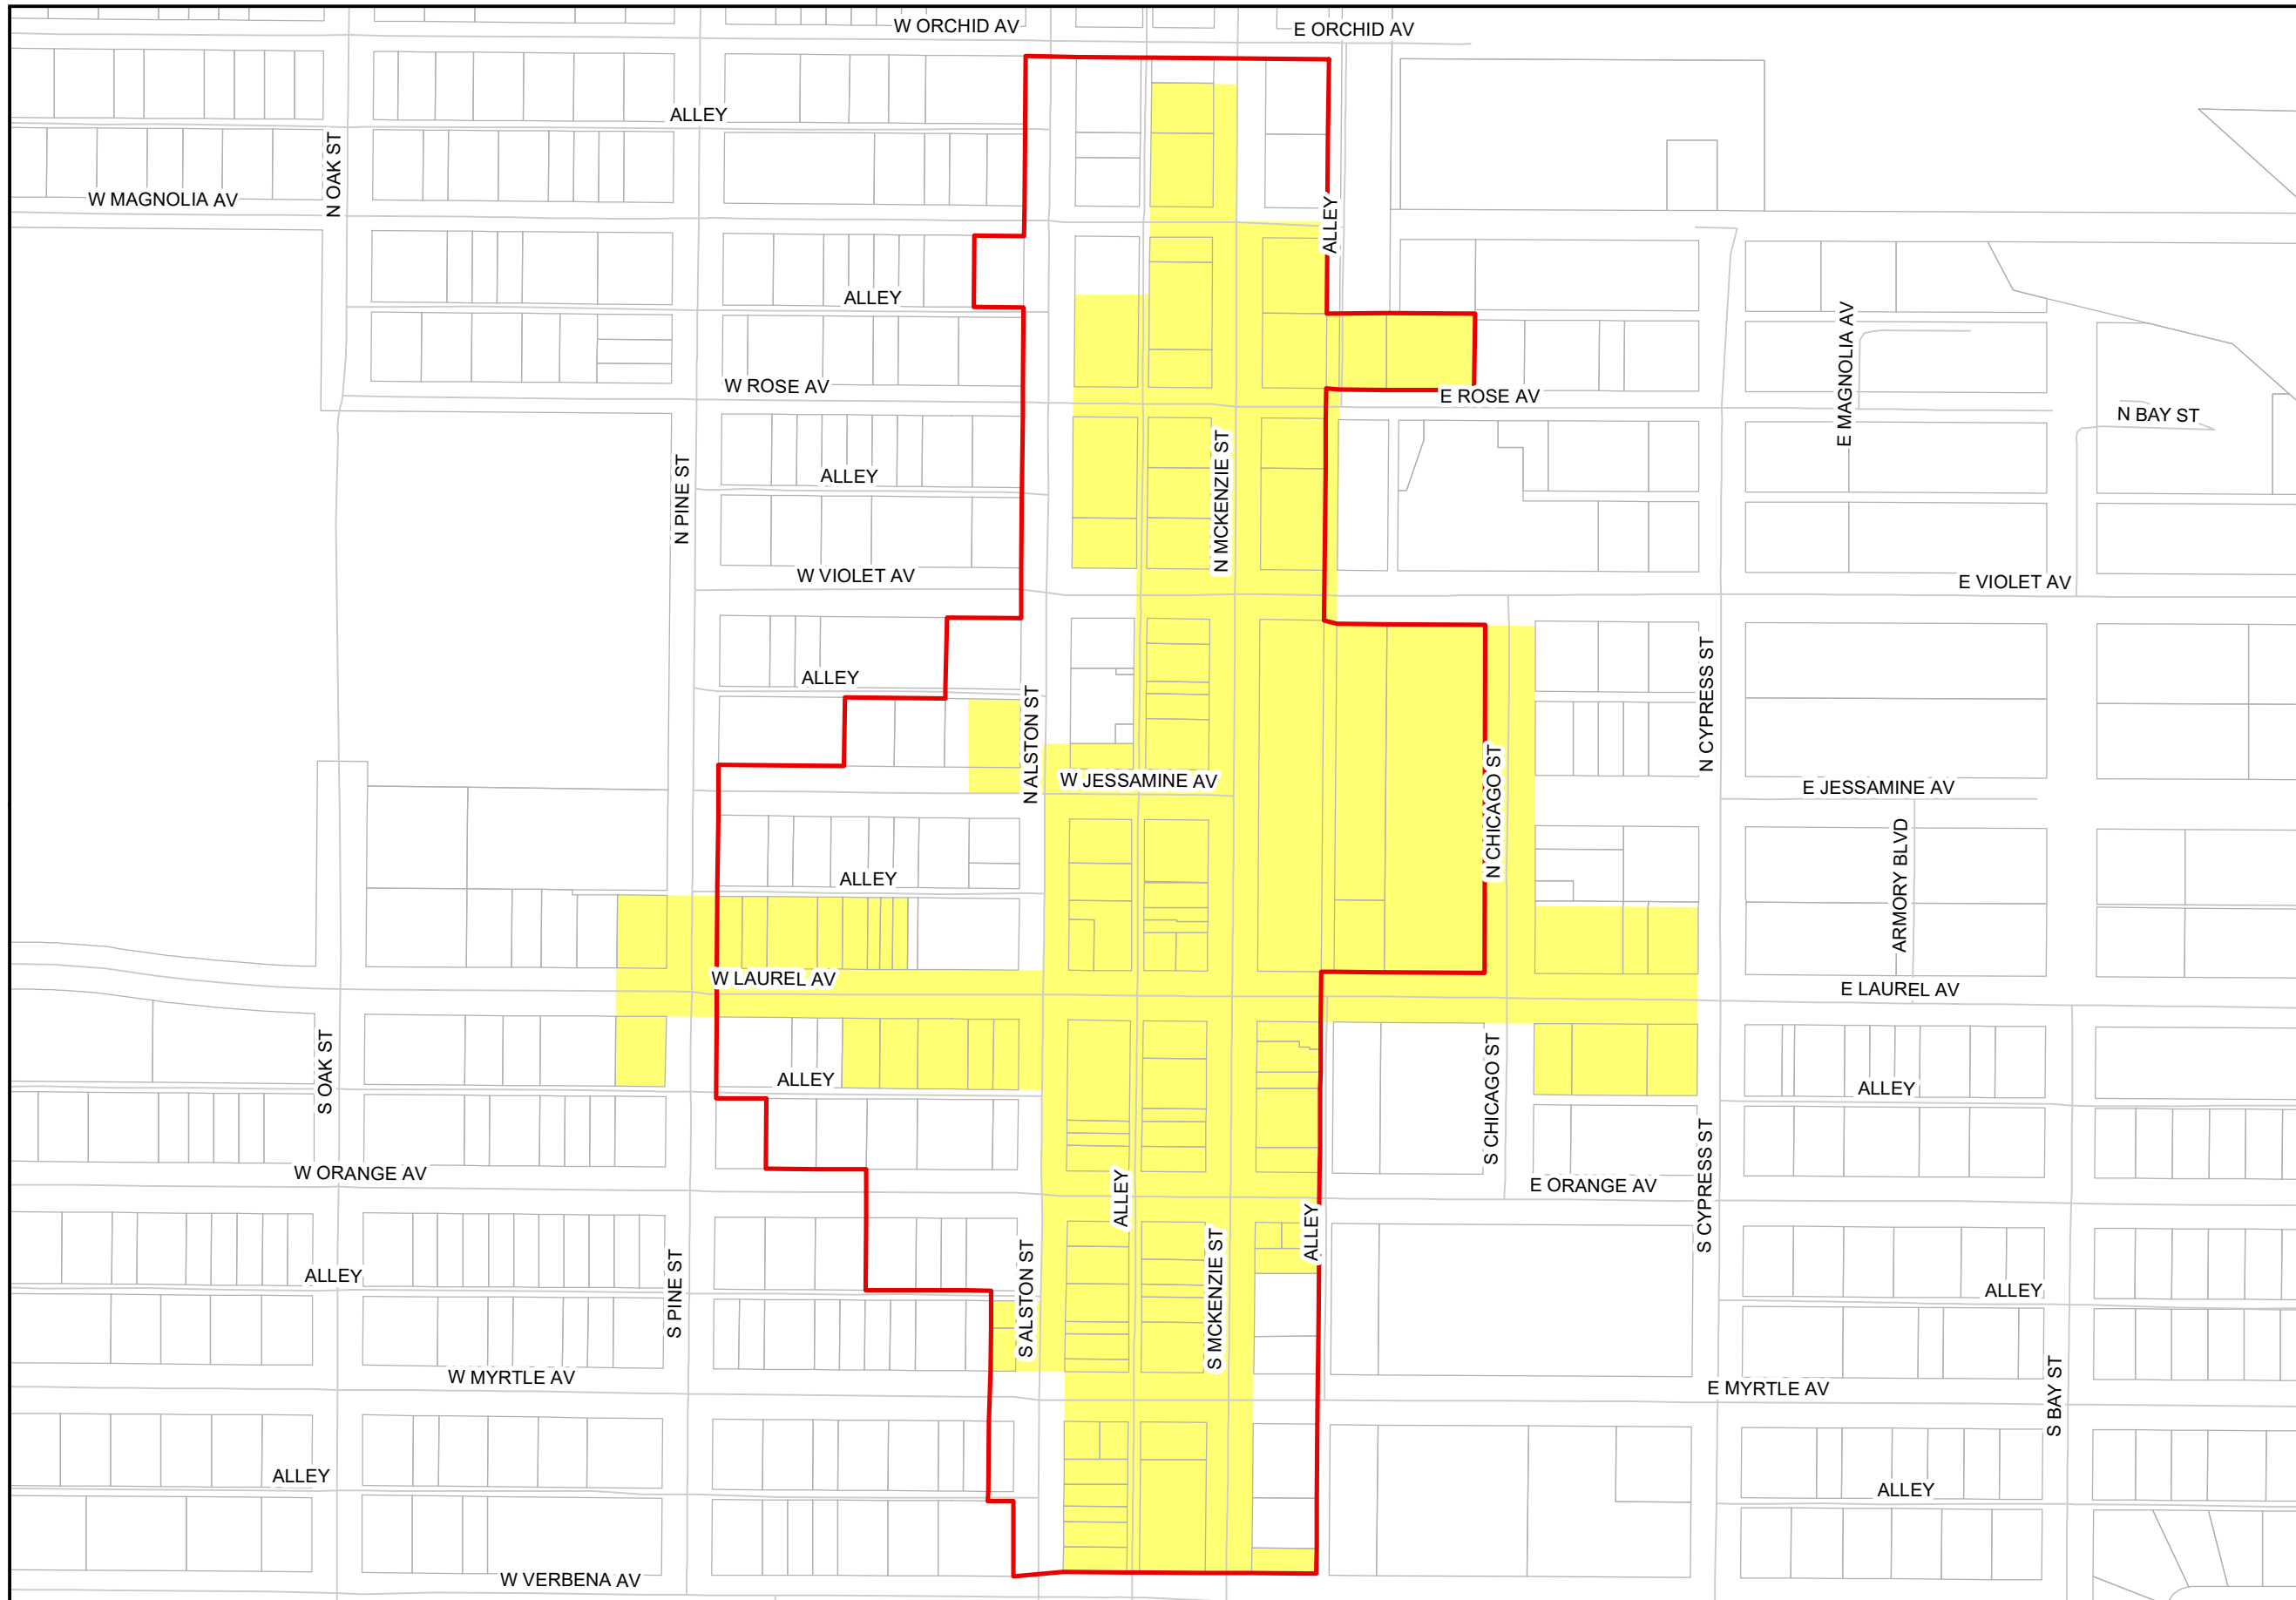 W ORCHID AV
E ORCHID AV
ALLEY
N OAK ST
W MAGNOLIA AV
ALLEY
ALLEY
E MAGNOLIA AV
W ROSE AV
E ROSE AV
N BAY ST
N PINE ST
ALLEY
N MCKENZIE ST
W VIOLET AV
E VIOLET AV
ALLEY
N ALSTON ST
N CYPRESS ST
W JESSAMINE AV
N CHICAGO ST
E JESSAMINE AV
ALLEY
ARMORY BLVD
W LAUREL AV
E LAUREL AV
S OAK ST
ALLEY
S CHICAGO ST
ALLEY
W ORANGE AV
ALLEY
E ORANGE AV
S CYPRESS ST
ALLEY
ALLEY
S PINE ST
S ALSTON ST
S MCKENZIE ST
ALLEY
W MYRTLE AV
E MYRTLE AV
S BAY ST
ALLEY
ALLEY
W VERBENA AV